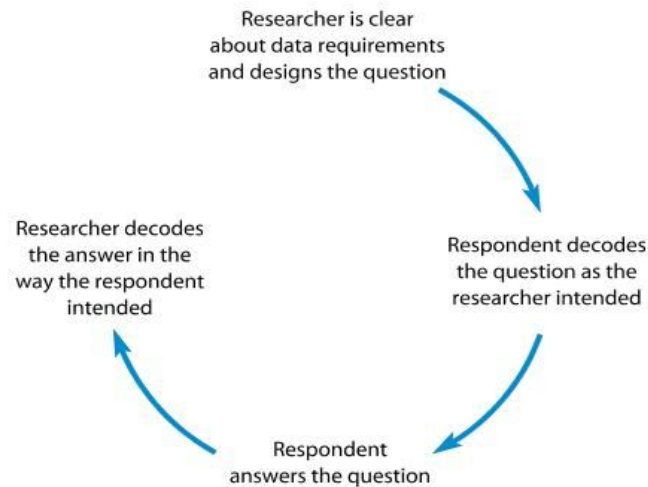 Researcher is clear
about data requirements
and designs the question
Respondent decodes
the question as the
researcher intended
Respondent
answers the question
Researcher decodes
the answer in the
way the respondent
intended